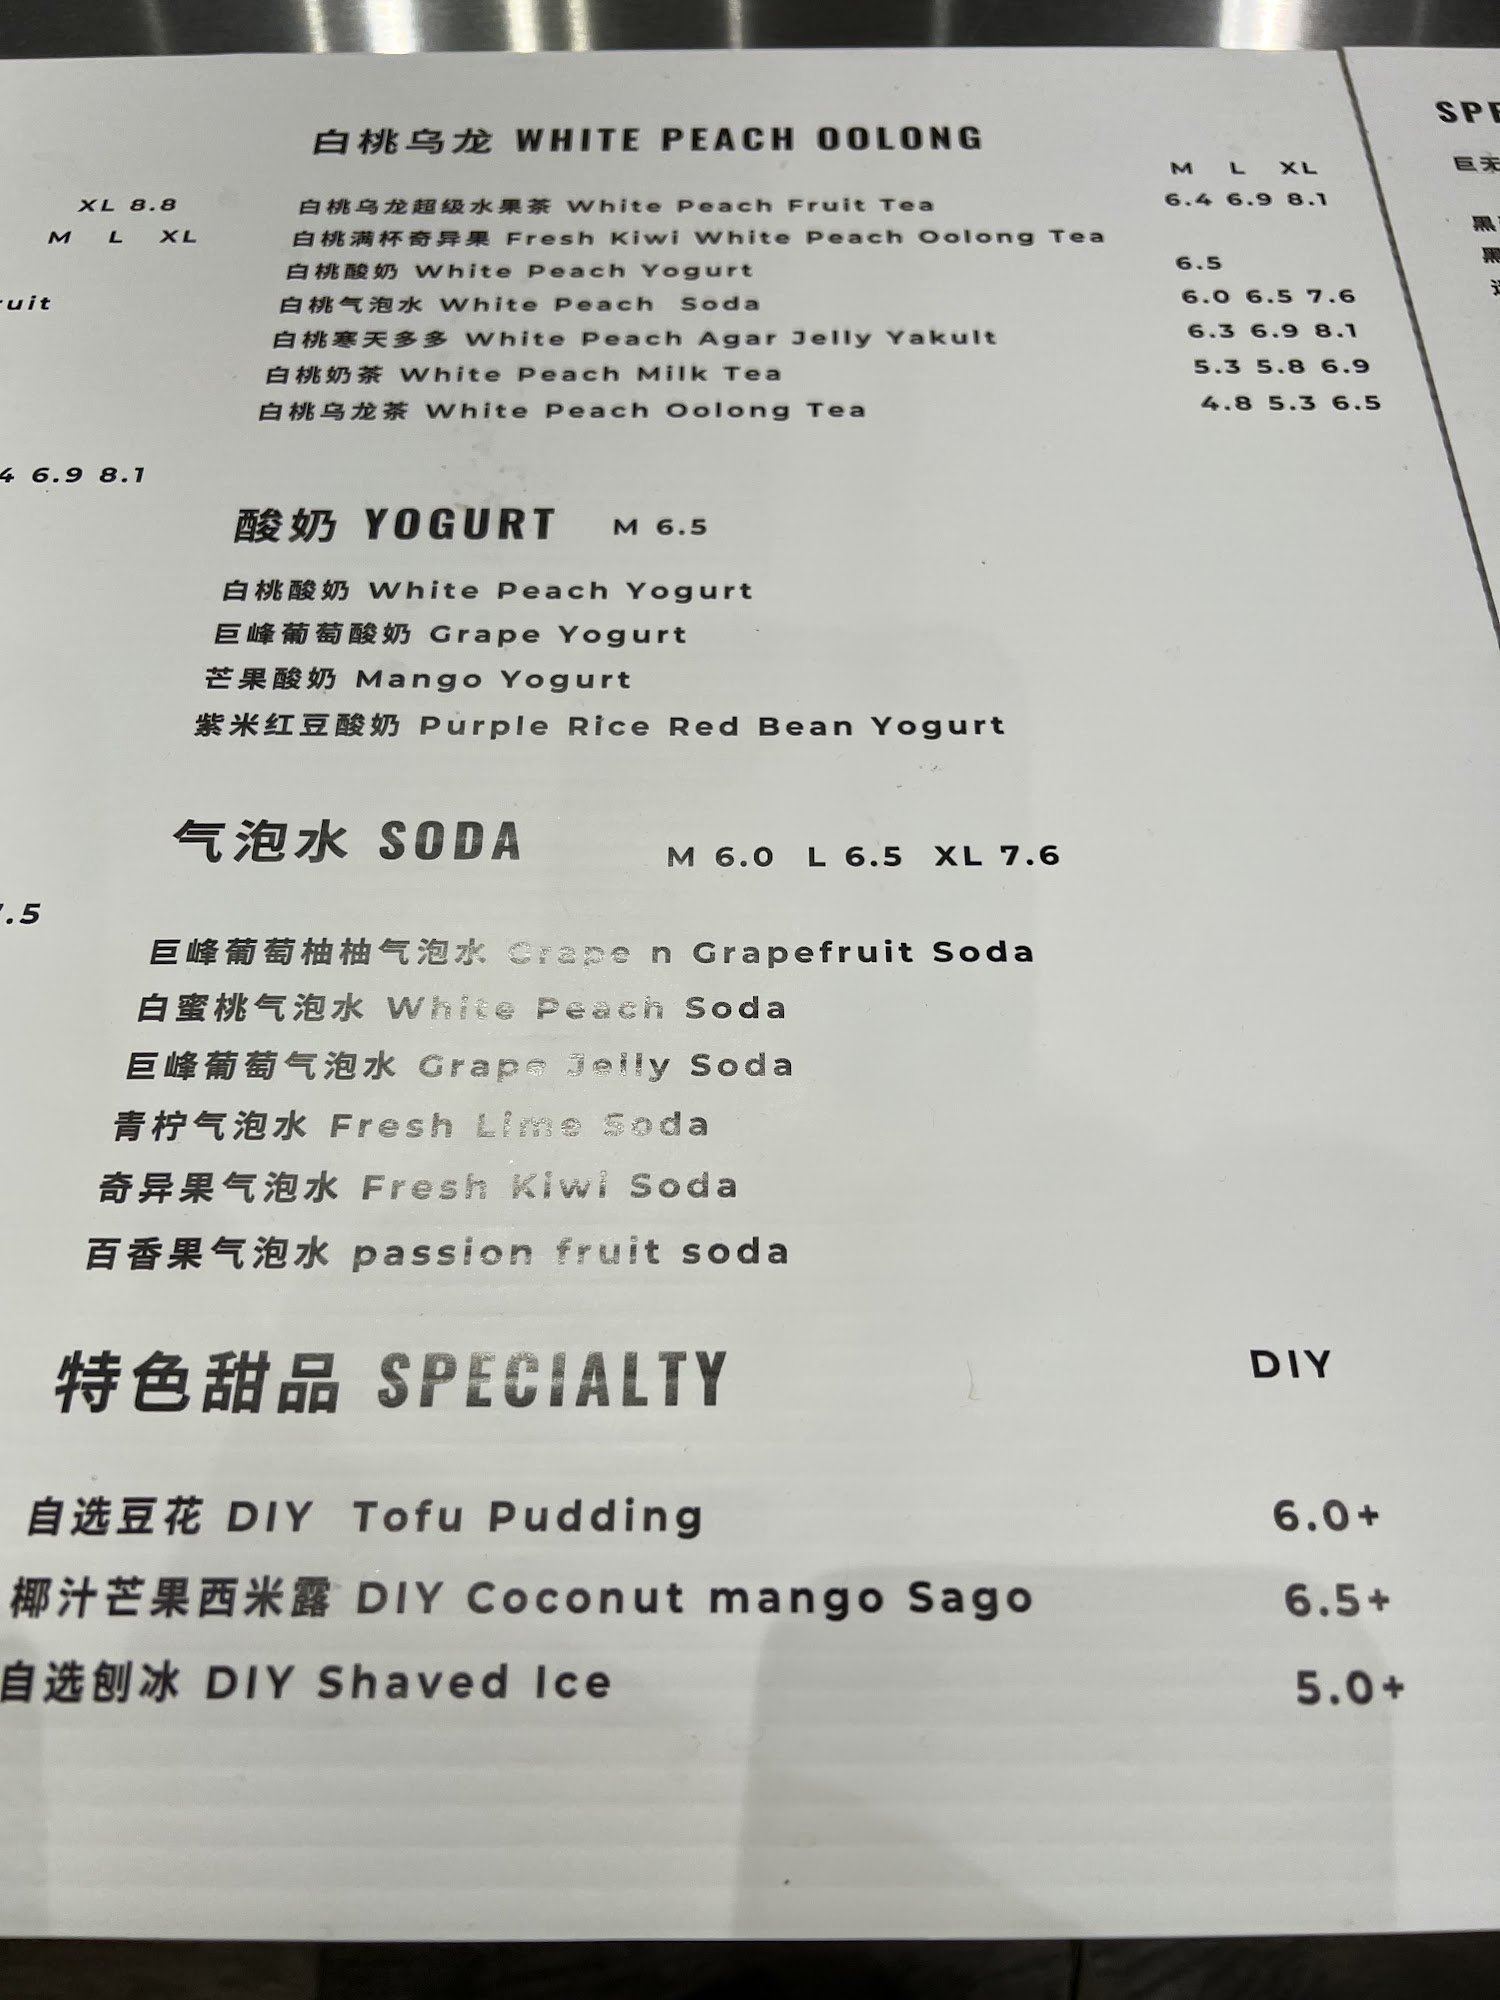 白桃乌龙 WHITE PEACH OOLONG
M L XL
白桃乌龙超级水果茶 White Peach Fruit Tea 6.4 6.9 8.1
白桃满杯奇异果 Fresh Kiwi White Peach Oolong Tea
白桃酸奶 White Peach Yogurt 6.5
白桃气泡水 White Peach Soda 6.0 6.5 7.6
白桃寒天多多 White Peach Agar Jelly Yakult 6.3 6.9 8.1
白桃奶茶 White Peach Milk Tea 5.3 5.8 6.9
白桃乌龙茶 White Peach Oolong Tea 4.8 5.3 6.5
XL 8.8
M L XL
ruit
4 6.9 8.1
酸奶 YOGURT M 6.5
白桃酸奶 White Peach Yogurt
巨峰葡萄酸奶 Grape Yogurt
芒果酸奶 Mango Yogurt
紫米红豆酸奶 Purple Rice Red Bean Yogurt
气泡水 SODA M 6.0 L 6.5 XL 7.6
7.5
巨峰葡萄柚柚气泡水 Grape n Grapefruit Soda
白蜜桃气泡水 White Peach Soda
巨峰葡萄气泡水 Grape Jelly Soda
青柠气泡水 Fresh Lime Soda
奇异果气泡水 Fresh Kiwi Soda
百香果气泡水 passion fruit soda
特色甜品 SPECIALTY DIY
自选豆花 DIY Tofu Pudding 6.0+
椰汁芒果西米露 DIY Coconut mango Sago 6.5+
自选刨冰 DIY Shaved Ice 5.0+
SPE
巨无
黑
黑